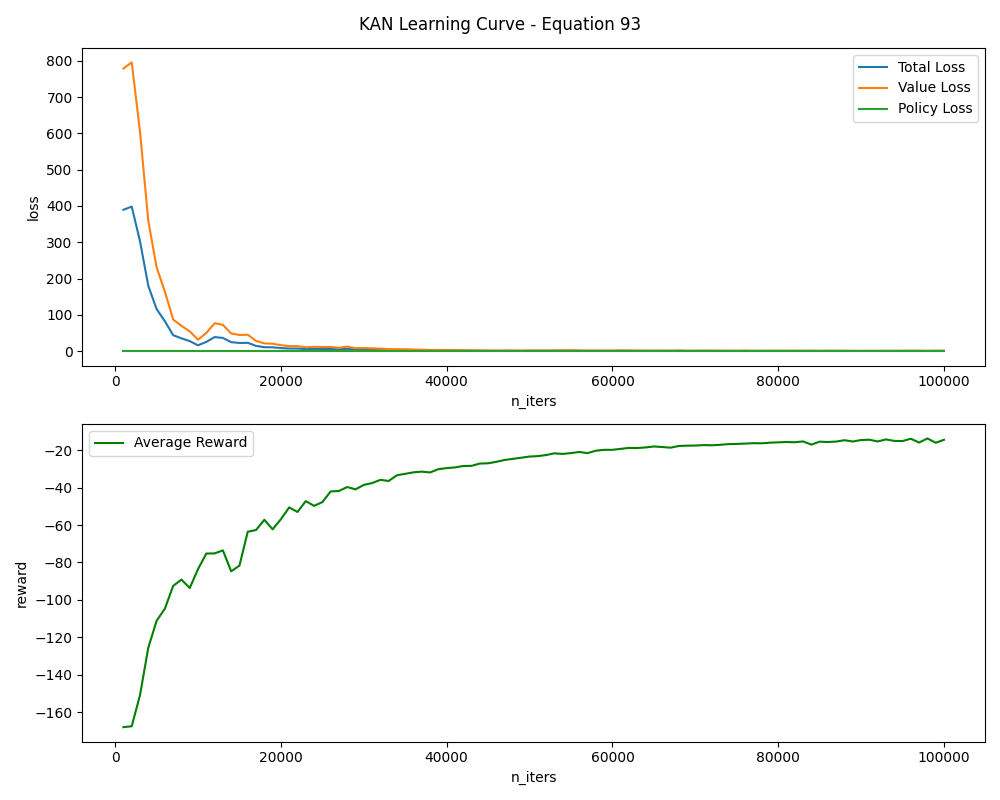 KAN Learning Curve - Equation 93
800
700
600
500
400
300
200
100
0
loss
Total Loss
Value Loss
Policy Loss
0 20000 40000 60000 80000 100000
n_iters
−20
−40
−60
−80
−100
−120
−140
−160
reward
Average Reward
0 20000 40000 60000 80000 100000
n_iters